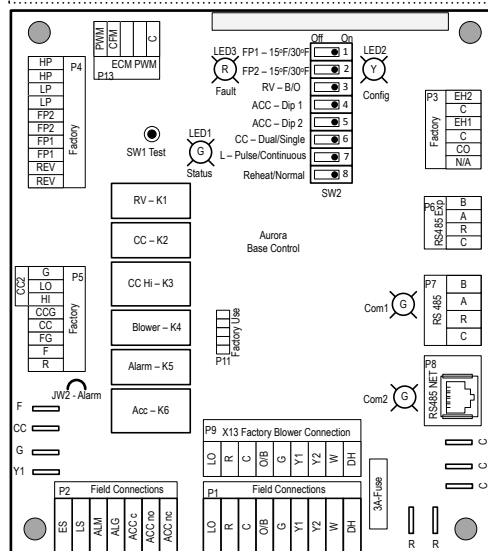 PWM
CFM
C
ECM PWM
P13
P4
HP
HP
LP
LP
FP2
FP2
FP1
FP1
REV
REV
Factory
SW1 Test
LED3
R
Fault
LED1
G
Status
Off On
FP1 – 15ºF/30ºF 1
FP2 – 15ºF/30ºF 2
RV – B/O 3
ACC – Dip 1 4
ACC – Dip 2 5
CC – Dual/Single 6
L – Pulse/Continuous 7
Reheat/Normal 8
SW2
LED2
Y
Config
P3
EH2
C
EH1
C
CO
N/A
Factory
RV – K1
CC – K2
CC Hi – K3
Blower – K4
Alarm – K5
Acc – K6
Aurora
Base Control
P11
Factory Use
P6
RS485 Exp
B
A
R
C
P7
RS 485
B
A
R
C
Com1 G
P8
RS485 NET
Com2 G
CC2
P5
G
LO
HI
CCG
CC
FG
F
R
Factory
JW2 - Alarm
F
CC
G
Y1
P9 X13 Factory Blower Connection
LO R C O/B G Y1 Y2 W DH
P2 Field Connections
ES LS ALM ALG ACC c ACC no ACC nc
P1 Field Connections
LO R C O/B G Y1 Y2 W DH
3A-Fuse
C
C
C
R R